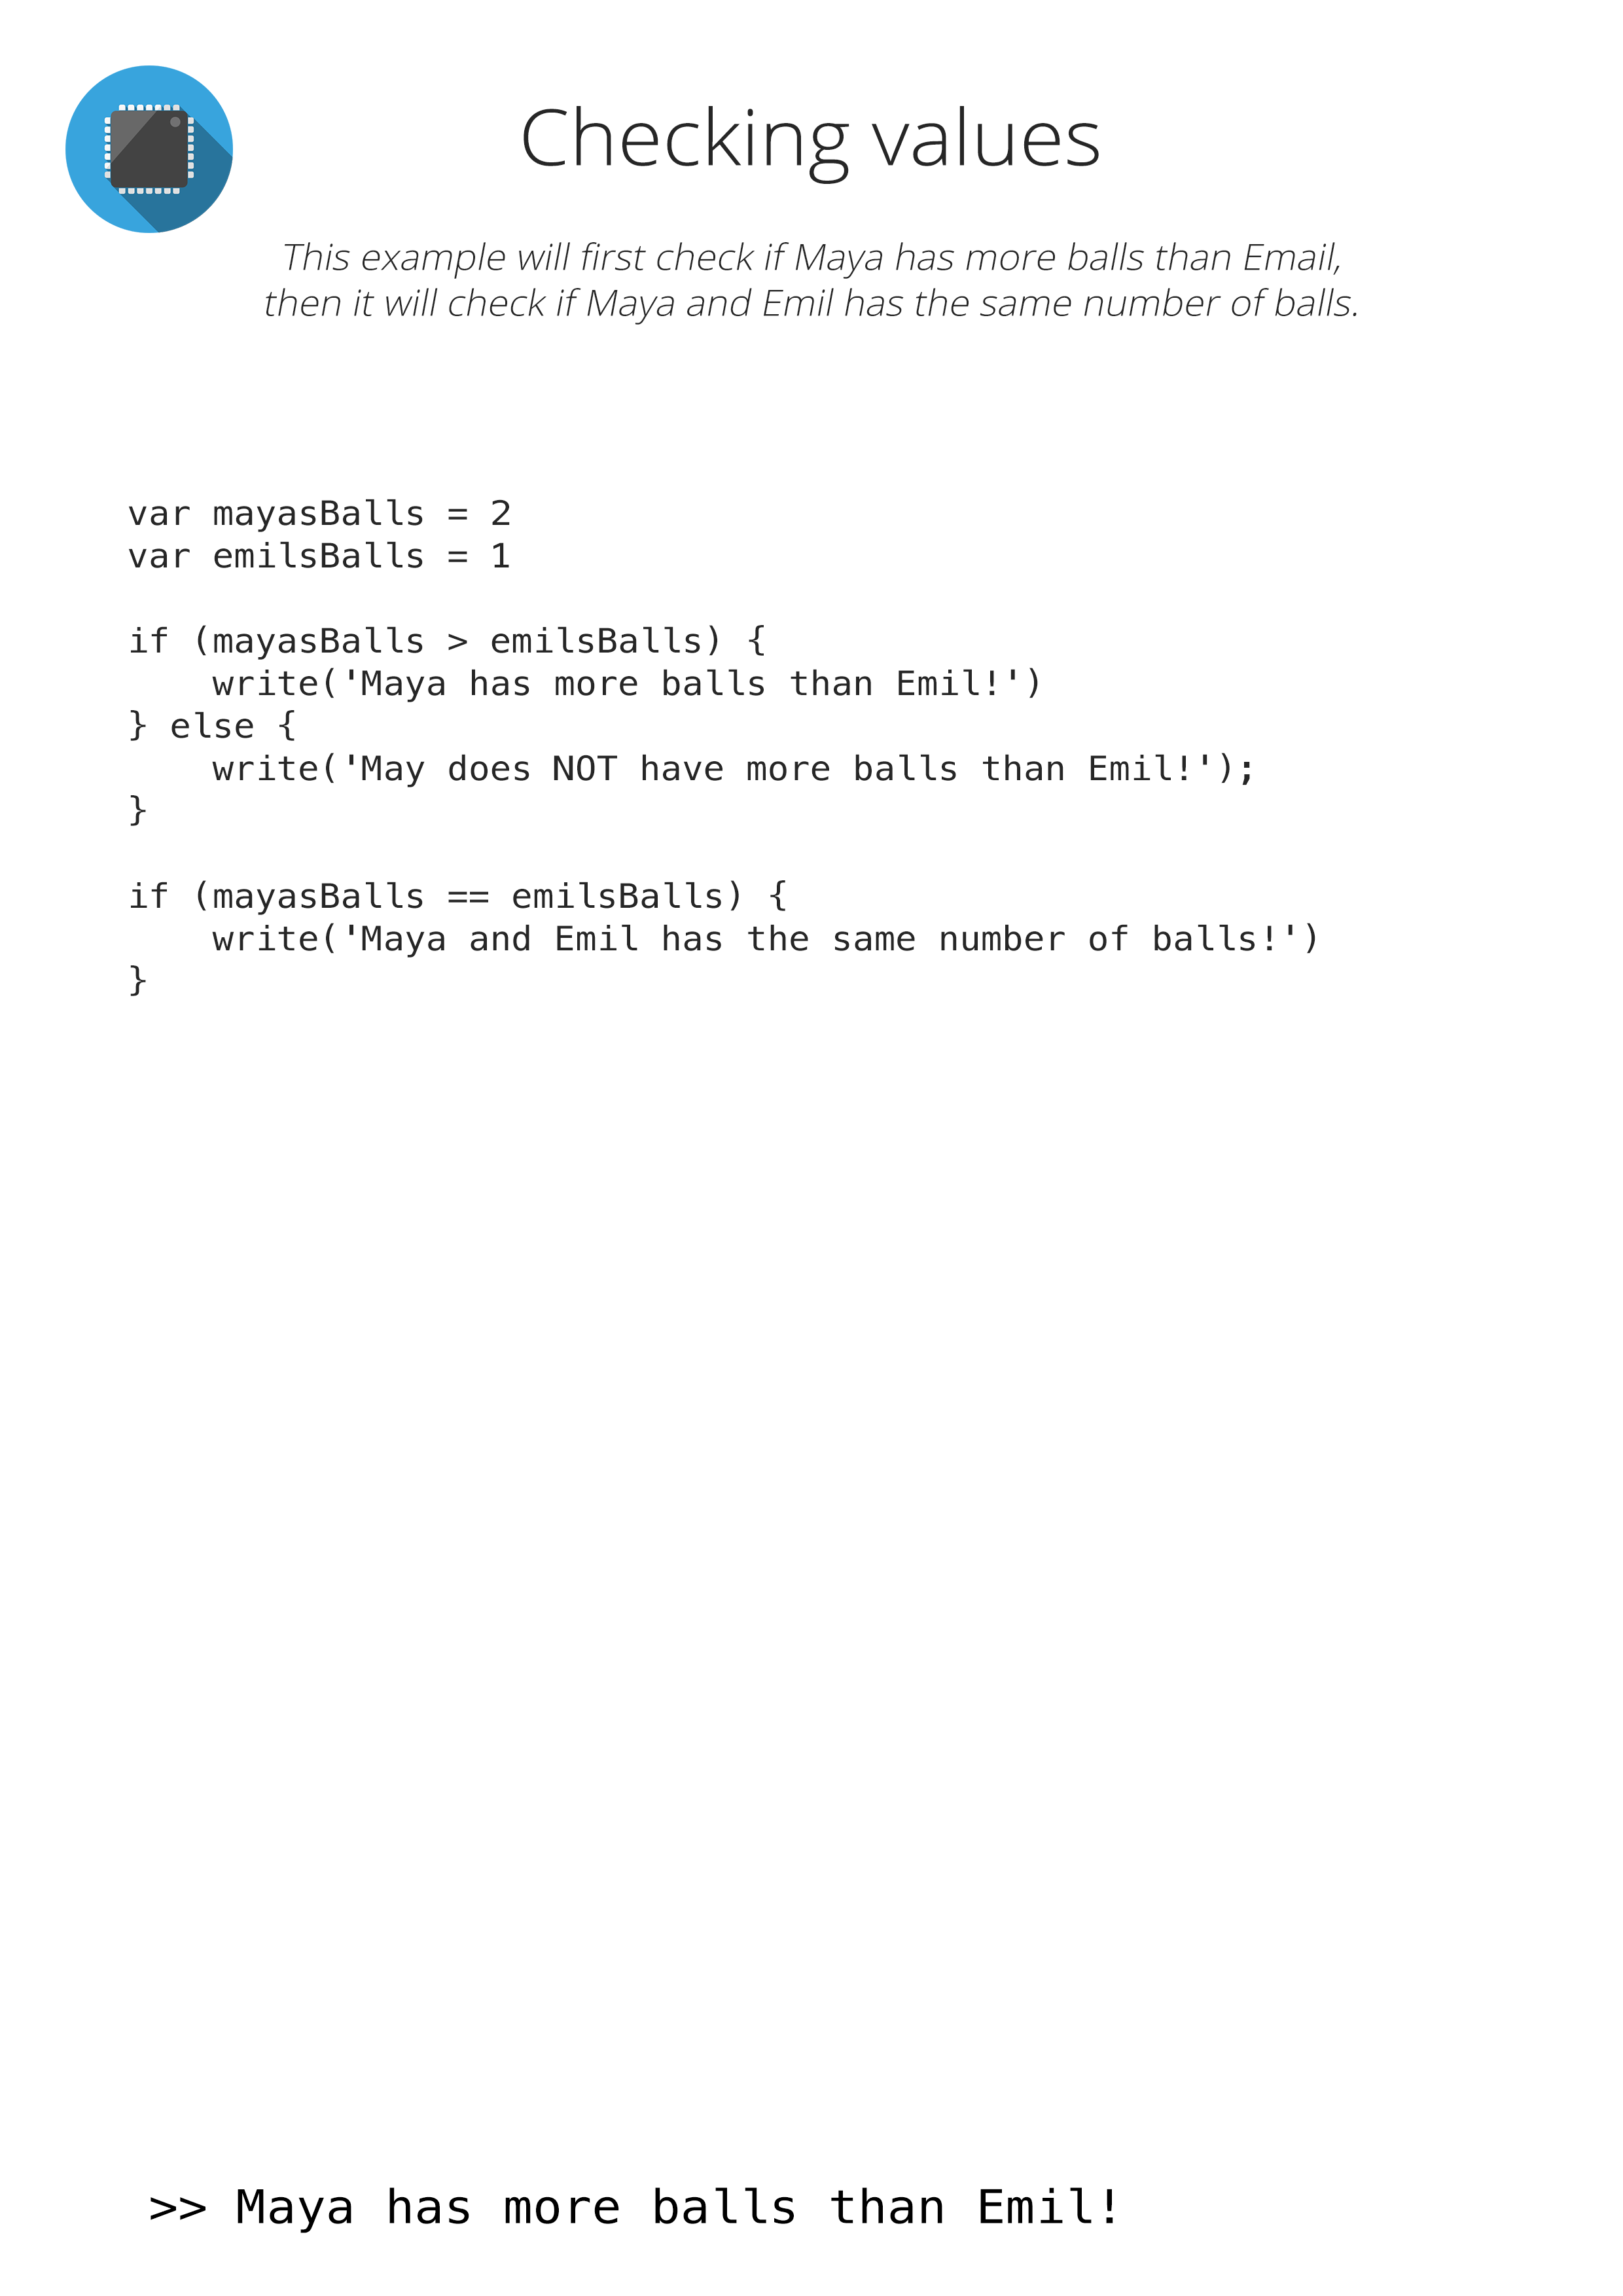 Checking values
This example will first check if Maya has more balls than Email,
then it will check if Maya and Emil has the same number of balls.
var mayasBalls = 2
var emilsBalls = 1
if (mayasBalls > emilsBalls) {
    write('Maya has more balls than Emil!')
} else {
    write('May does NOT have more balls than Emil!');
}
if (mayasBalls == emilsBalls) {
    write('Maya and Emil has the same number of balls!')
}
>> Maya has more balls than Emil!